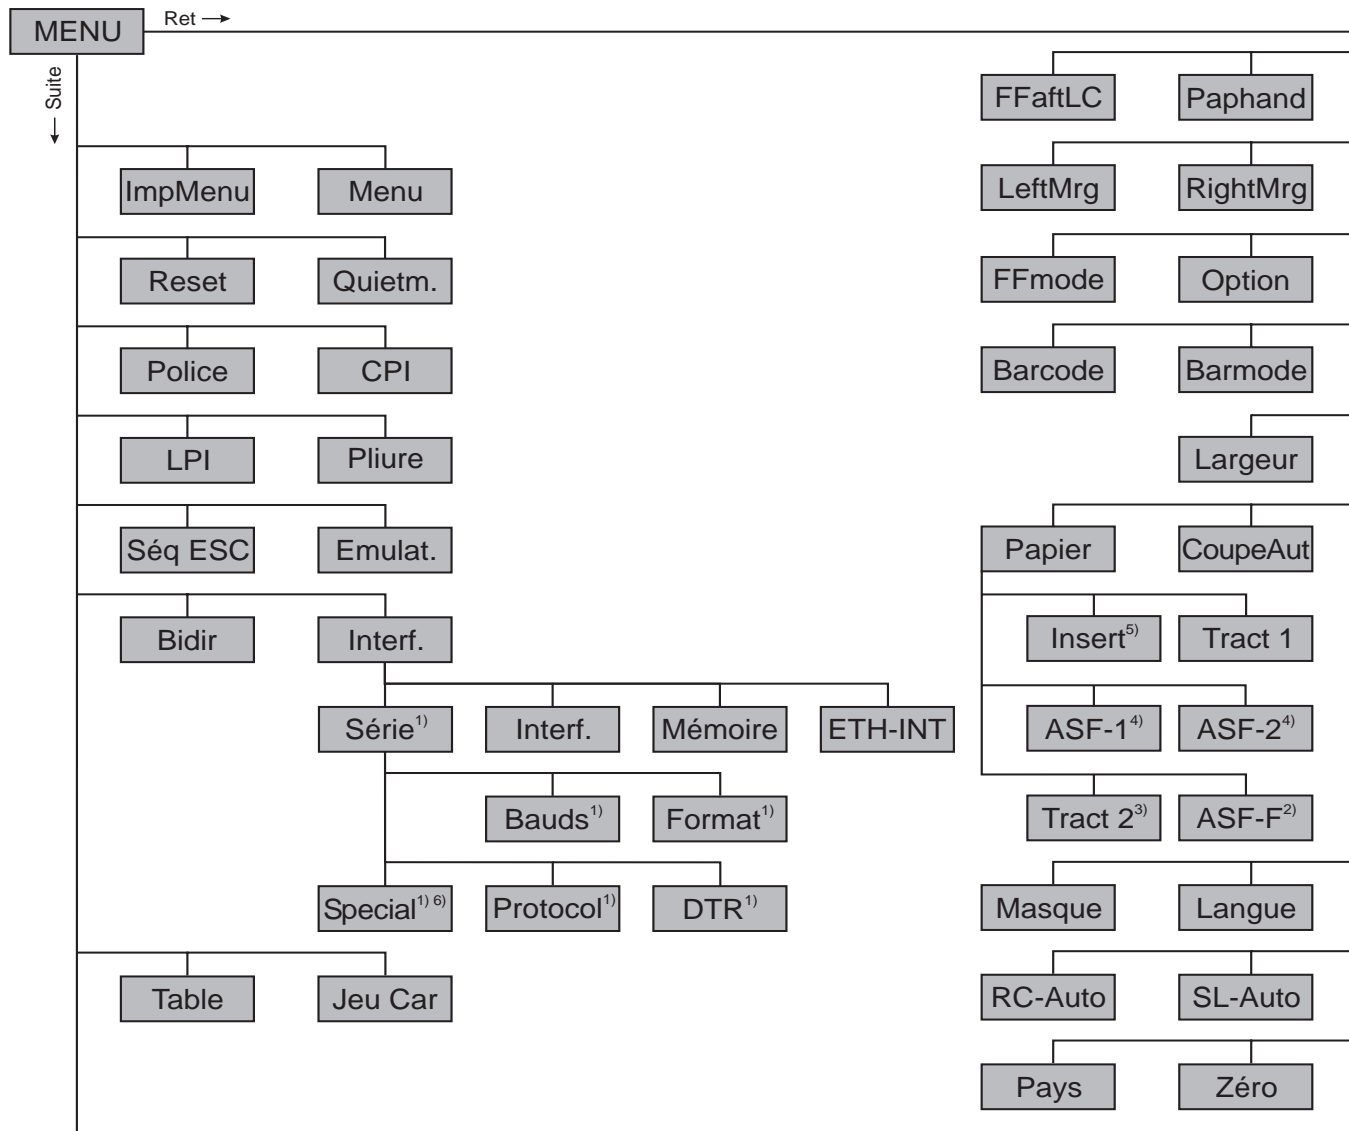 MENU
Ret →
← Suite
FFaftLC Paphand
ImpMenu Menu
LeftMrg RightMrg
Reset Quietm.
FFmode Option
Police CPI
Barcode Barmode
LPI Pliure
Largeur
Séq ESC Emulat.
Papier CoupeAut
Bidir Interf.
Insert5) Tract 1
Série1) Interf. Mémoire ETH-INT
ASF-14) ASF-24)
Bauds1) Format1)
Tract 23) ASF-F2)
Special1) 6) Protocol1) DTR1)
Masque Langue
Table Jeu Car
RC-Auto SL-Auto
Pays Zéro